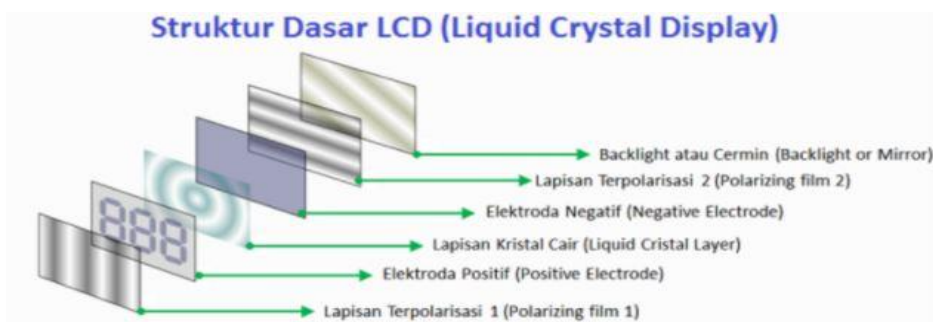 Struktur Dasar LCD (Liquid Crystal Display)
Backlight atau Cermin (Backlight or Mirror)
Lapisan Terpolarisasi 2 (Polarizing film 2)
Elektroda Negatif (Negative Electrode)
Lapisan Kristal Cair (Liquid Cristal Layer)
888
Elektroda Positif (Positive Electrode)
Lapisan Terpolarisasi 1 (Polarizing film 1)